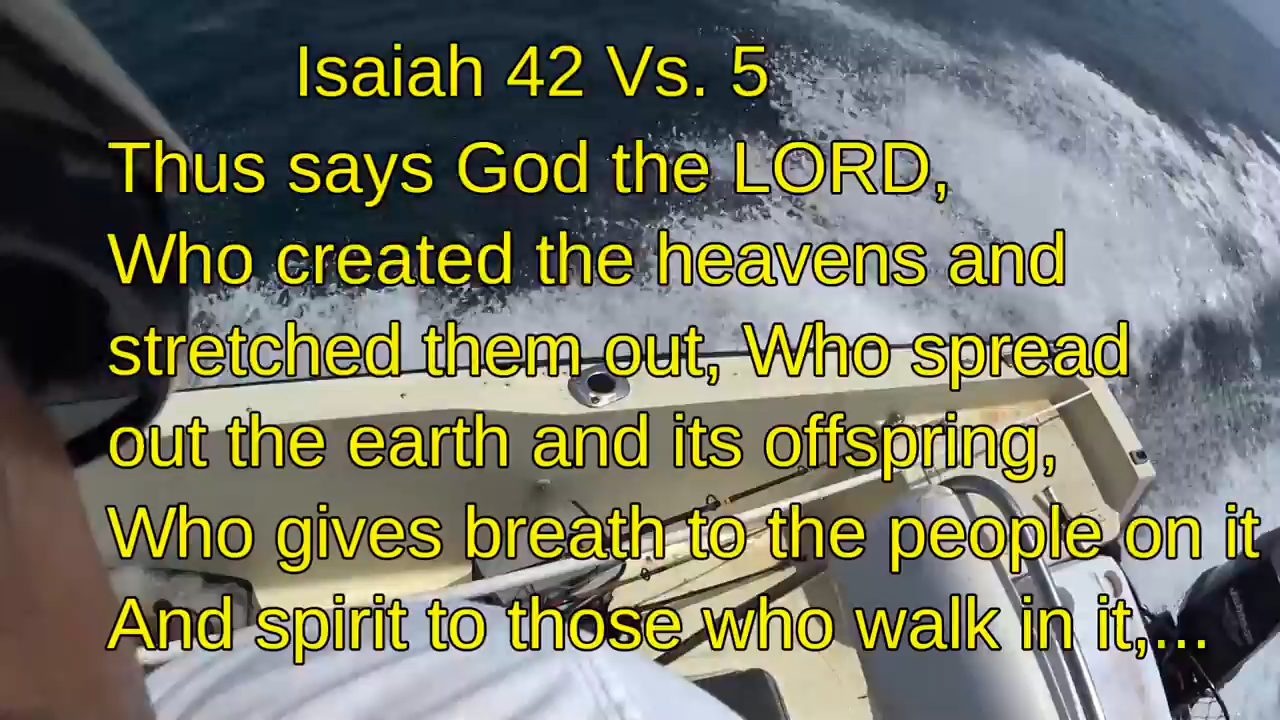 Isaiah 42 Vs. 5
Thus says God the LORD,
Who created the heavens and
stretched them out, Who spread
out the earth and its offspring,
Who gives breath to the people on it
And spirit to those who walk in it,...